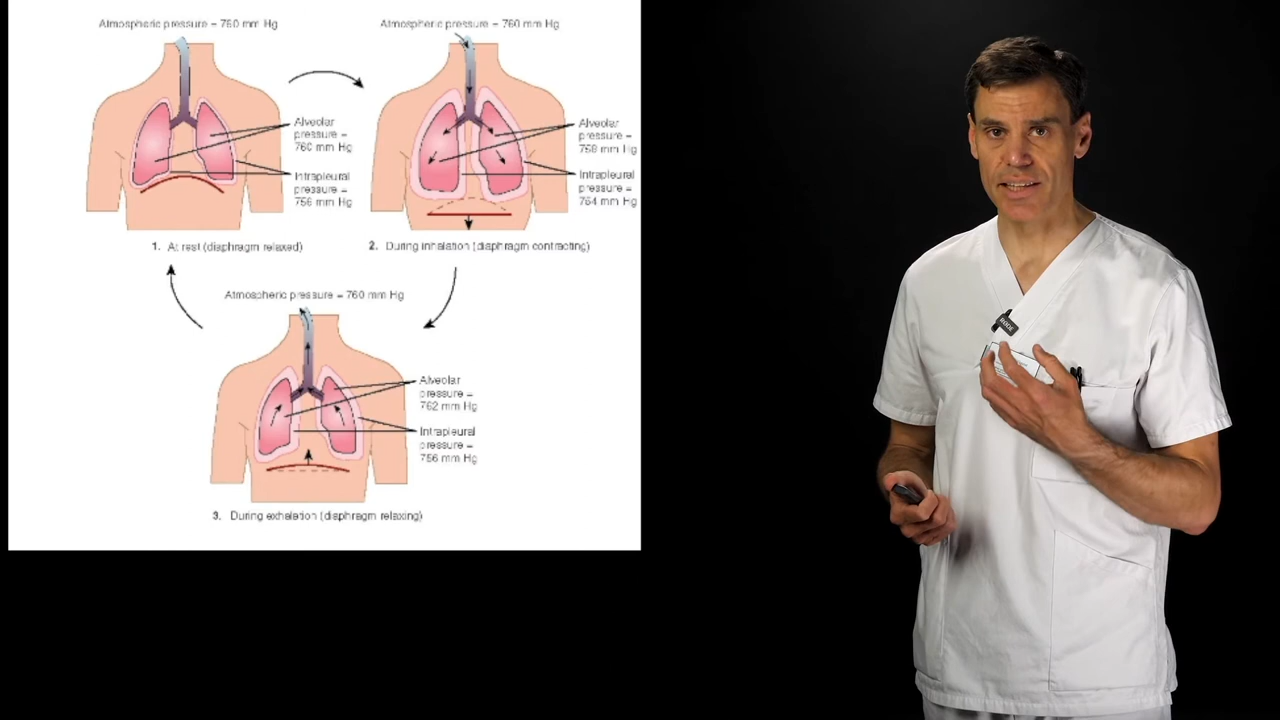 Atmospheric pressure = 760 mm Hg
Alveolar
pressure =
760 mm Hg
Intrapleural
pressure =
756 mm Hg
1. At rest (diaphragm relaxed)
Atmospheric pressure = 760 mm Hg
Alveolar
pressure =
758 mm Hg
Intrapleural
pressure =
mm Hg
2. During inhalation (diaphragm contracting)
Atmospheric pressure = 760 mm Hg
Alveolar
pressure =
762 mm Hg
Intrapleural
pressure =
756 mm Hg
3. During exhalation (diaphragm relaxing)
RODE